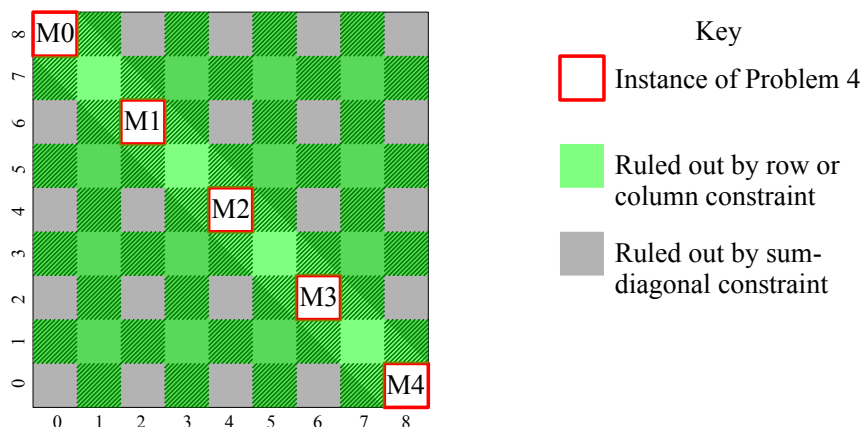 8 M0
7
6 M1
5
4 M2
3
2 M3
1
0 M4
0 1 2 3 4 5 6 7 8
Key
Instance of Problem 4
Ruled out by row or
column constraint
Ruled out by sum-
diagonal constraint